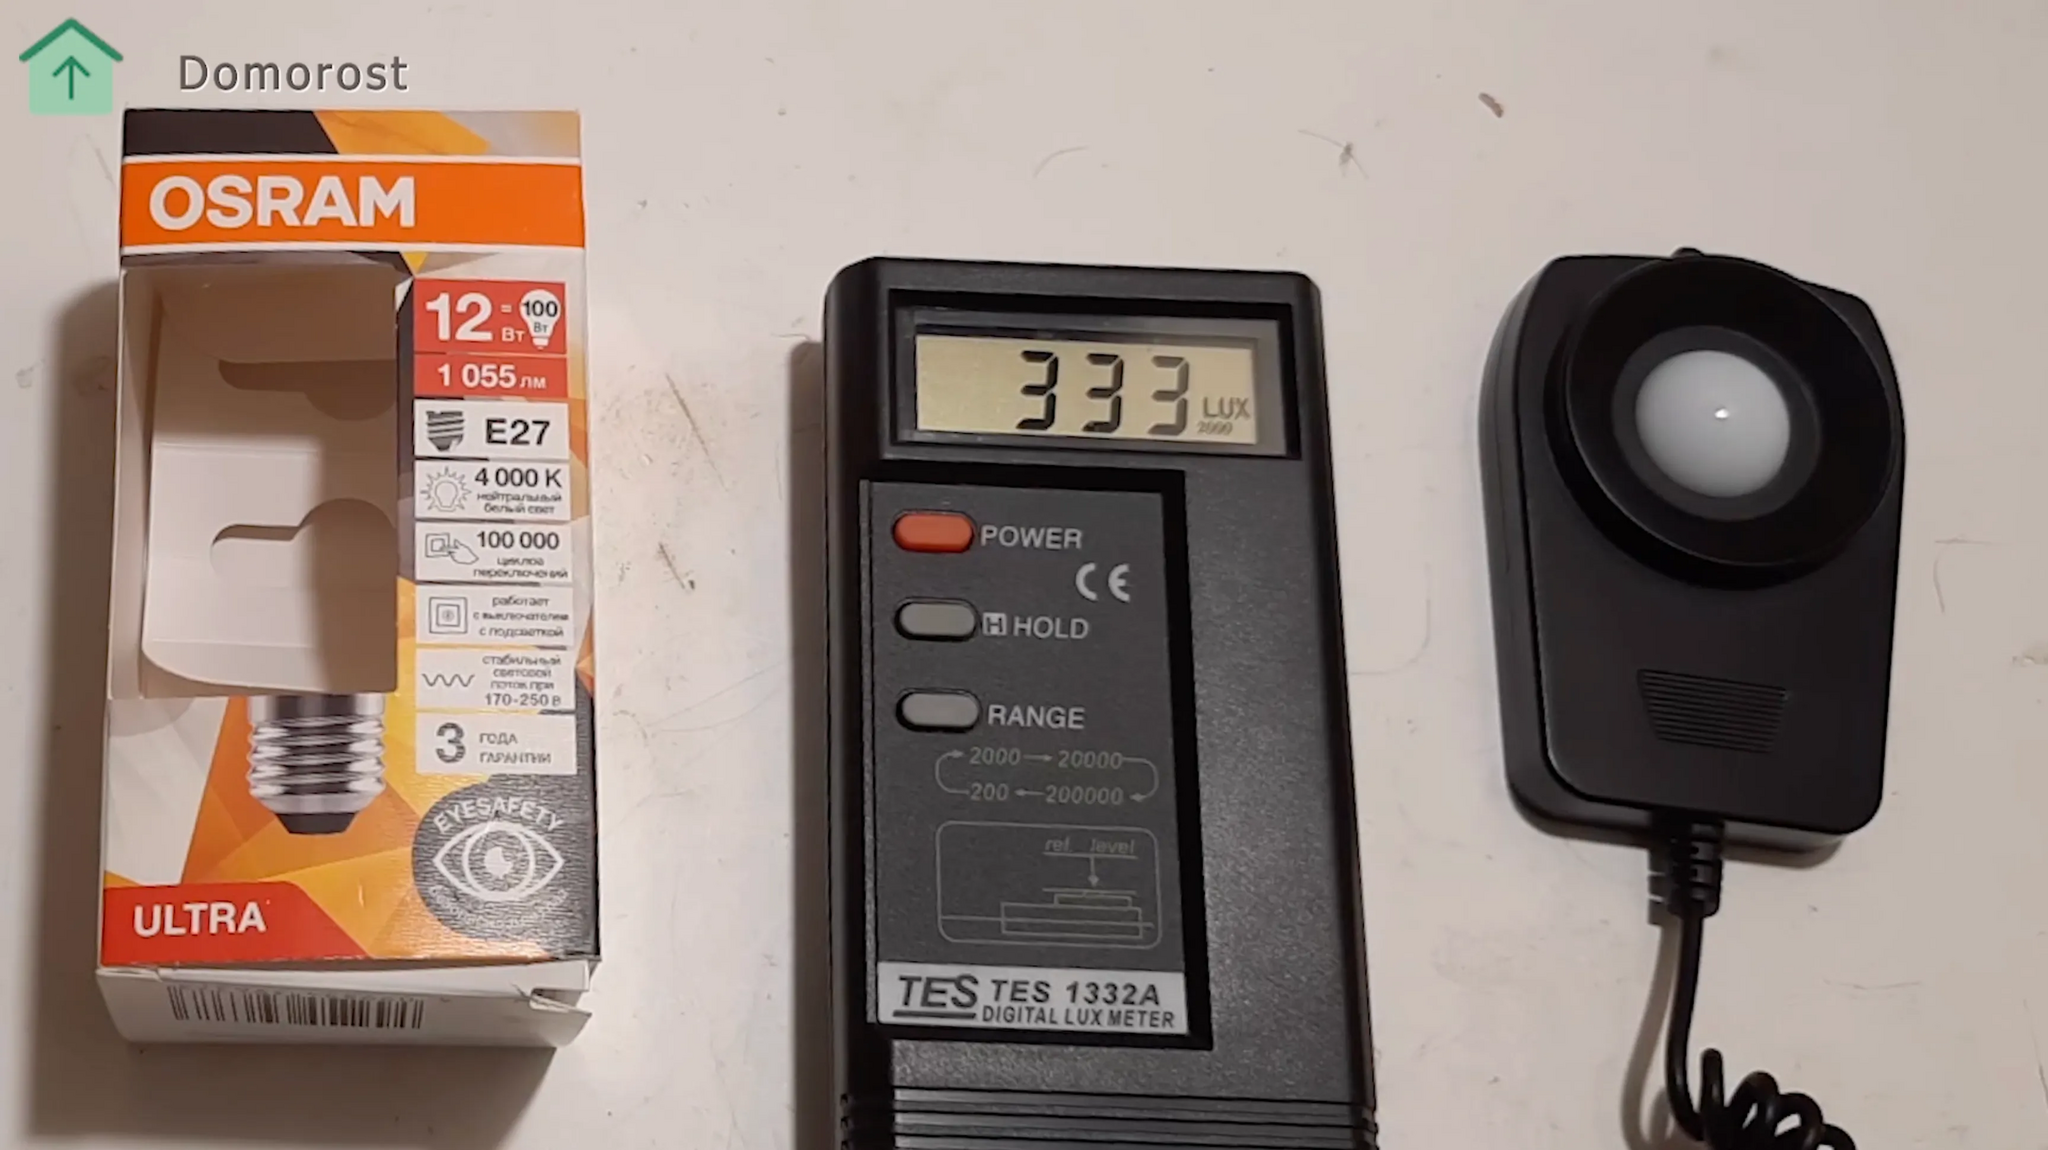 Domorost
OSRAM
12 Вт = 100 Вт
1 055 лм
E27
4 000 K
нейтральный
белый свет
100 000
циклов
переключений
работает
с выключателем
с подсветкой
стабильный
световой
поток при
170-250 В
3 ГОДА
ГАРАНТИИ
EYESAFETY
ULTRA
333 LUX
2000
POWER
CE
H HOLD
RANGE
2000 → 20000
200 ← 200000
ref. level
TES TES 1332A
DIGITAL LUX METER